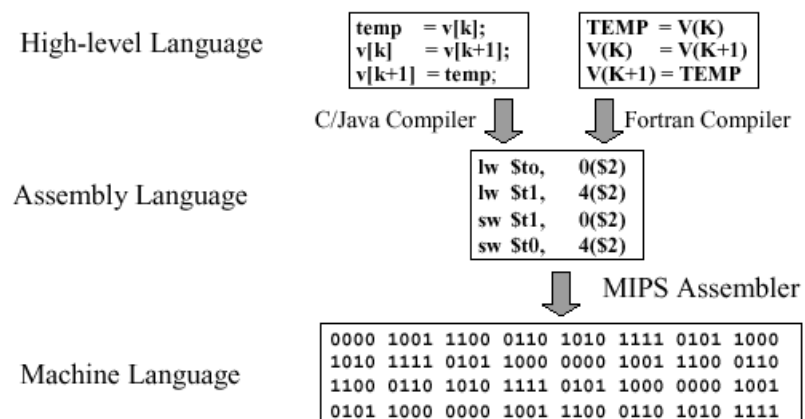 High-level Language
temp = v[k];
v[k] = v[k+1];
v[k+1] = temp;
TEMP = V(K)
V(K) = V(K+1)
V(K+1) = TEMP
C/Java Compiler
Fortran Compiler
Assembly Language
lw $to, 0($2)
lw $t1, 4($2)
sw $t1, 0($2)
sw $t0, 4($2)
MIPS Assembler
Machine Language
0000 1001 1100 0110 1010 1111 0101 1000
1010 1111 0101 1000 0000 1001 1100 0110
1100 0110 1010 1111 0101 1000 0000 1001
0101 1000 0000 1001 1100 0110 1010 1111